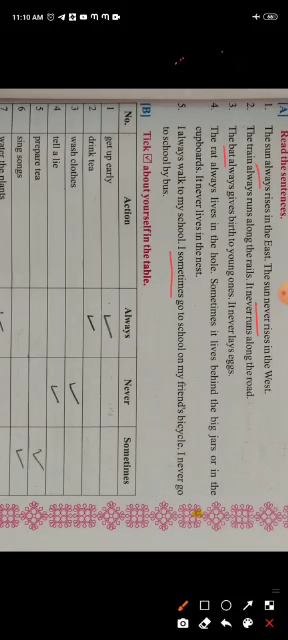 11:10 AM
66
[A] Read the sentences.
1. The sun always rises in the East. The sun never rises in the West.
2. The train always runs along the rails. It never runs along the road.
3. The bat always gives birth to young ones. It never lays eggs.
4. The rat always lives in the hole. Sometimes it lives behind the big jars or in the
cupboards. It never lives in the nest.
5. I always walk to my school. I sometimes go to school on my friend's bicycle. I never go
to school by bus.
[B] Tick ☑ about yourself in the table.
No. Action Always Never Sometimes
1 get up early ✓
2 drink tea ✓
3 wash clothes ✓
4 tell a lie ✓
5 prepare tea ✓
6 sing songs ✓
7 water the plants ✓